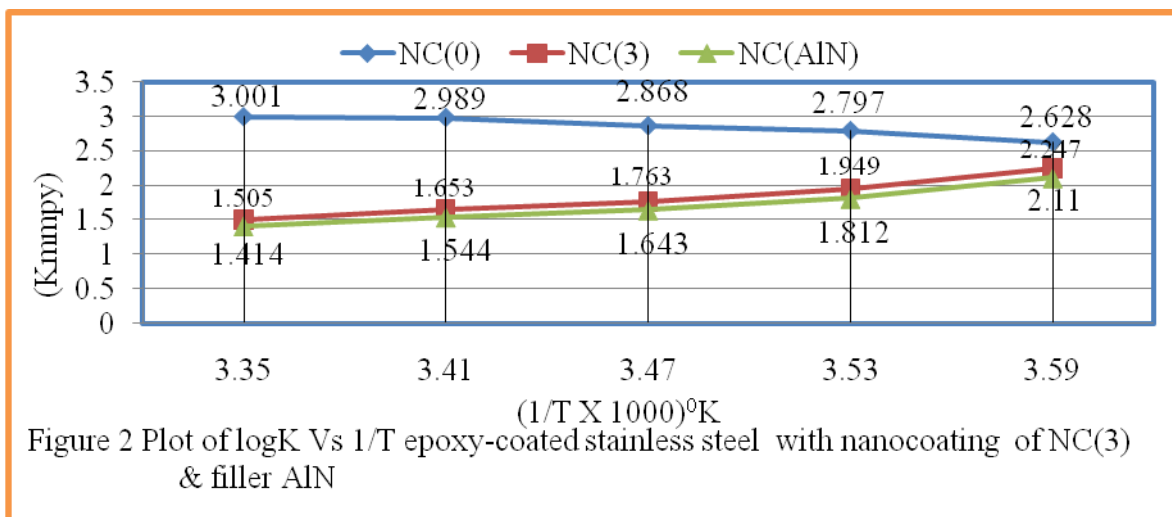 NC(0) NC(3) NC(AlN)
3.5
3
2.5
2
1.5
1
0.5
0
(Kmmpy)
3.001 2.989 2.868 2.797 2.628
1.505 1.653 1.763 1.949 2.247
1.414 1.544 1.643 1.812 2.11
3.35 3.41 3.47 3.53 3.59
(1/T X 1000)⁰K
Figure 2 Plot of logK Vs 1/T epoxy-coated stainless steel with nanocoating of NC(3)
& filler AlN